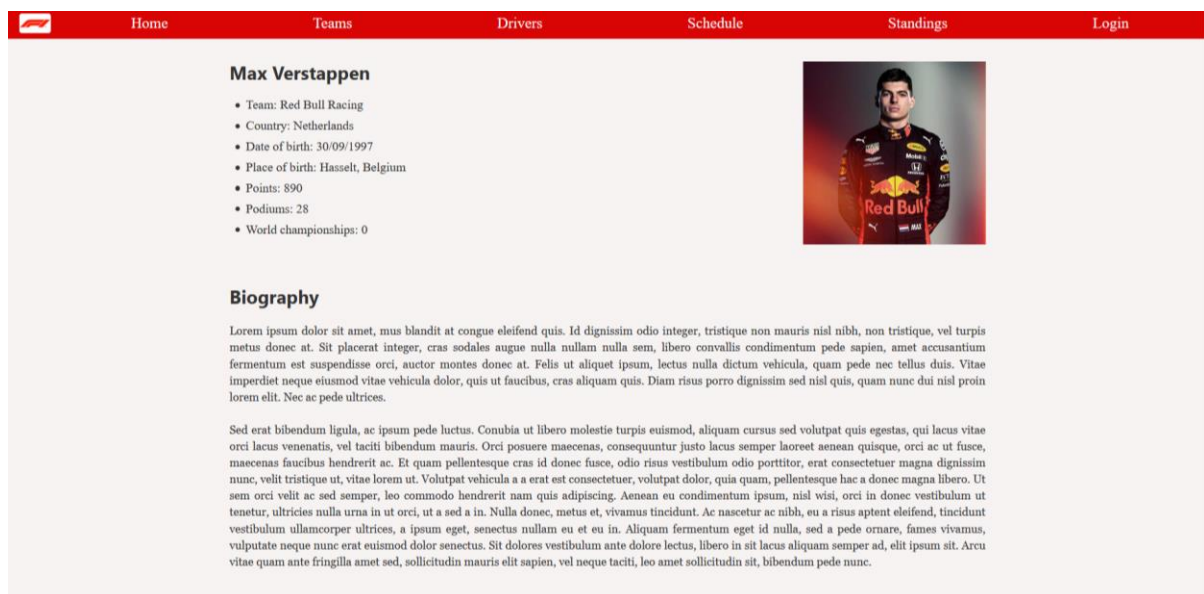 Home Teams Drivers Schedule Standings Login
Max Verstappen
Team: Red Bull Racing
Country: Netherlands
Date of birth: 30/09/1997
Place of birth: Hasselt, Belgium
Points: 890
Podiums: 28
World championships: 0
Mobil
HONDA
Red Bull
MAX
Biography
Lorem ipsum dolor sit amet, mus blandit at congue eleifend quis. Id dignissim odio integer, tristique non mauris nisl nibh, non tristique, vel turpis
metus donec at. Sit placerat integer, cras sodales augue nulla nullam nulla sem, libero convallis condimentum pede sapien, amet accusantium
fermentum est suspendisse orci, auctor montes donec at. Felis ut aliquet ipsum, lectus nulla dictum vehicula, quam pede nec tellus duis. Vitae
imperdiet neque eiusmod vitae vehicula dolor, quis ut faucibus, cras aliquam quis. Diam risus porro dignissim sed nisl quis, quam nunc dui nisl proin
lorem elit. Nec ac pede ultrices.
Sed erat bibendum ligula, ac ipsum pede luctus. Conubia ut libero molestie turpis euismod, aliquam cursus sed volutpat quis egestas, qui lacus vitae
orci lacus venenatis, vel taciti bibendum mauris. Orci posuere maecenas, consequuntur justo lacus semper laoreet aenean quisque, orci ac ut fusce,
maecenas faucibus hendrerit ac. Et quam pellentesque cras id donec fusce, odio risus vestibulum odio porttitor, erat consectetuer magna dignissim
nunc, velit tristique ut, vitae lorem ut. Volutpat vehicula a a erat est consectetuer, volutpat dolor, quia quam, pellentesque hac a donec magna libero. Ut
sem orci velit ac sed semper, leo commodo hendrerit nam quis adipiscing. Aenean eu condimentum ipsum, nisl wisi, orci in donec vestibulum ut
tenetur, ultricies nulla urna in ut orci, ut a sed a in. Nulla donec, metus et, vivamus tincidunt. Ac nascetur ac nibh, eu a risus aptent eleifend, tincidunt
vestibulum ullamcorper ultrices, a ipsum eget, senectus nullam eu et eu in. Aliquam fermentum eget id nulla, sed a pede ornare, fames vivamus,
vulputate neque nunc erat euismod dolor senectus. Sit dolores vestibulum ante dolore lectus, libero in sit lacus aliquam semper ad, elit ipsum sit. Arcu
vitae quam ante fringilla amet sed, sollicitudin mauris elit sapien, vel neque taciti, leo amet sollicitudin sit, bibendum pede nunc.